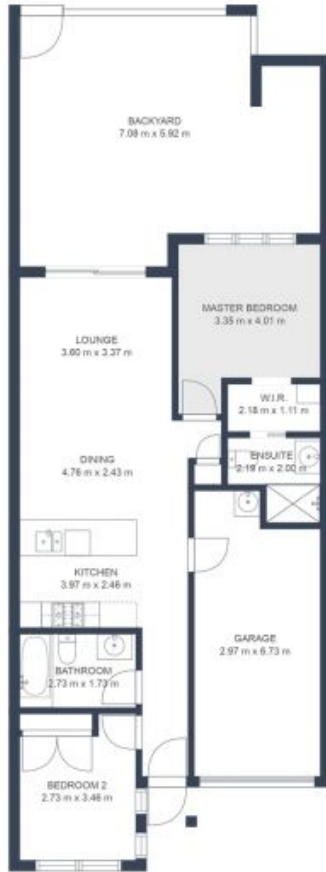 BACKYARD
7.08 m x 5.92 m
MASTER BEDROOM
3.35 m x 4.01 m
LOUNGE
3.60 m x 3.37 m
W.I.R.
2.18 m x 1.11 m
DINING
4.76 m x 2.43 m
ENSUITE
2.19 m x 2.00 m
KITCHEN
3.97 m x 2.46 m
GARAGE
2.97 m x 6.73 m
BATHROOM
2.73 m x 1.73 m
BEDROOM 2
2.73 m x 3.46 m